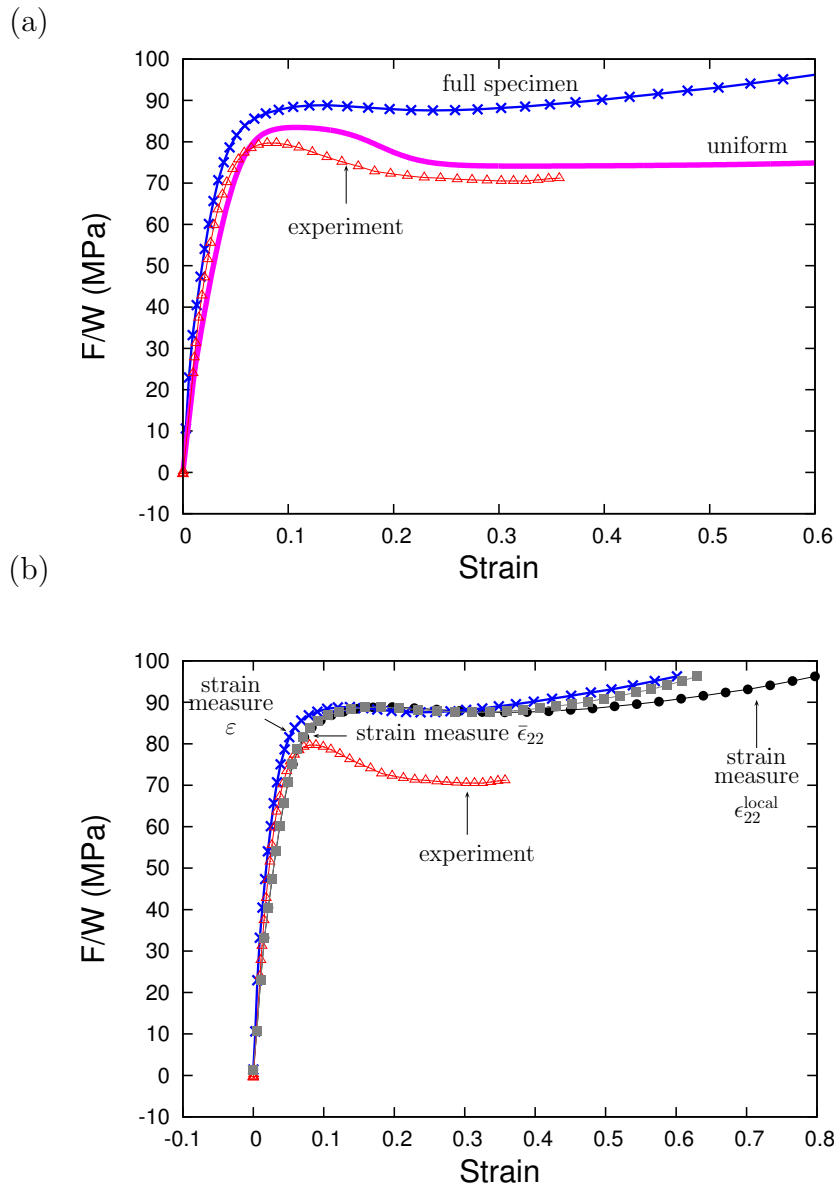 (a)
100
90
80
70
60
50
40
30
20
10
0
-10
F/W (MPa)
full specimen
uniform
experiment
0 0.1 0.2 0.3 0.4 0.5 0.6
Strain
(b)
100
90
80
70
60
50
40
30
20
10
0
-10
F/W (MPa)
strain
measure
ε
strain measure ε̄₂₂
experiment
strain
measure
ϵ₂₂^local
-0.1 0 0.1 0.2 0.3 0.4 0.5 0.6 0.7 0.8
Strain